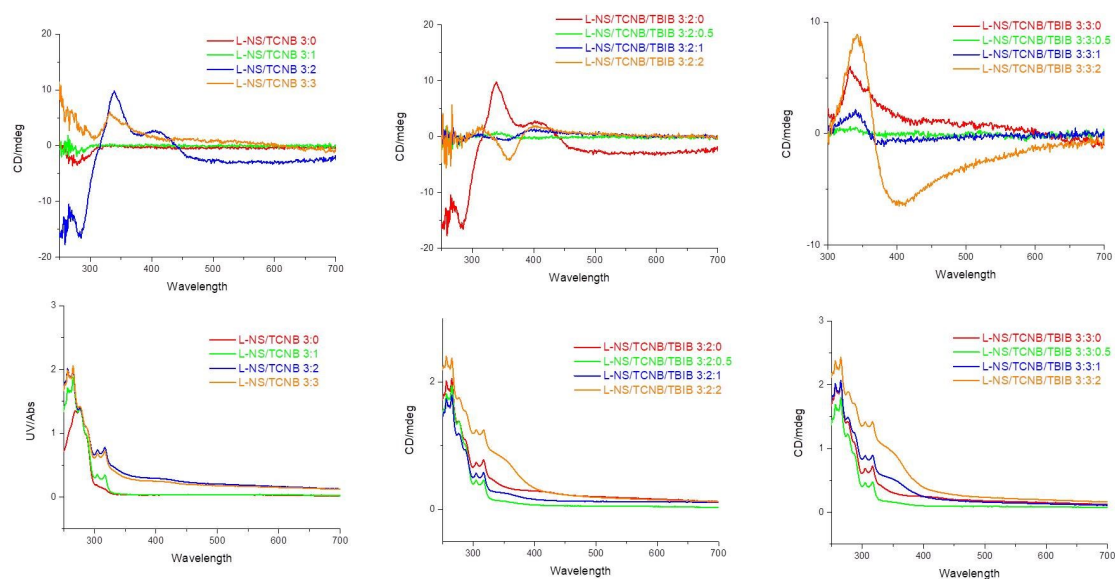 20
10
0
-10
-20
CD/mdeg
L-NS/TCNB 3:0
L-NS/TCNB 3:1
L-NS/TCNB 3:2
L-NS/TCNB 3:3
300 400 500 600 700
Wavelength
20
10
0
-10
-20
CD/mdeg
L-NS/TCNB/TBIB 3:2:0
L-NS/TCNB/TBIB 3:2:0.5
L-NS/TCNB/TBIB 3:2:1
L-NS/TCNB/TBIB 3:2:2
300 400 500 600 700
Wavelength
10
0
-10
CD/mdeg
L-NS/TCNB/TBIB 3:3:0
L-NS/TCNB/TBIB 3:3:0.5
L-NS/TCNB/TBIB 3:3:1
L-NS/TCNB/TBIB 3:3:2
300 400 500 600 700
Wavelength
3
2
1
0
UV/Abs
L-NS/TCNB 3:0
L-NS/TCNB 3:1
L-NS/TCNB 3:2
L-NS/TCNB 3:3
300 400 500 600 700
Wavelength
2
0
CD/mdeg
L-NS/TCNB/TBIB 3:2:0
L-NS/TCNB/TBIB 3:2:0.5
L-NS/TCNB/TBIB 3:2:1
L-NS/TCNB/TBIB 3:2:2
300 400 500 600 700
Wavelength
3
2
1
0
CD/mdeg
L-NS/TCNB/TBIB 3:3:0
L-NS/TCNB/TBIB 3:3:0.5
L-NS/TCNB/TBIB 3:3:1
L-NS/TCNB/TBIB 3:3:2
300 400 500 600 700
Wavelength